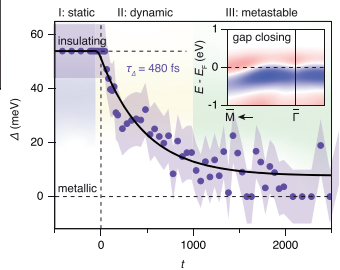 I: static II: dynamic III: metastable
insulating
metallic
τΔ = 480 fs
gap closing
E - EF (eV)
1
0
-1
M̅ ← Γ̅
Δ (meV)
60
40
20
0
0 1000 2000
t